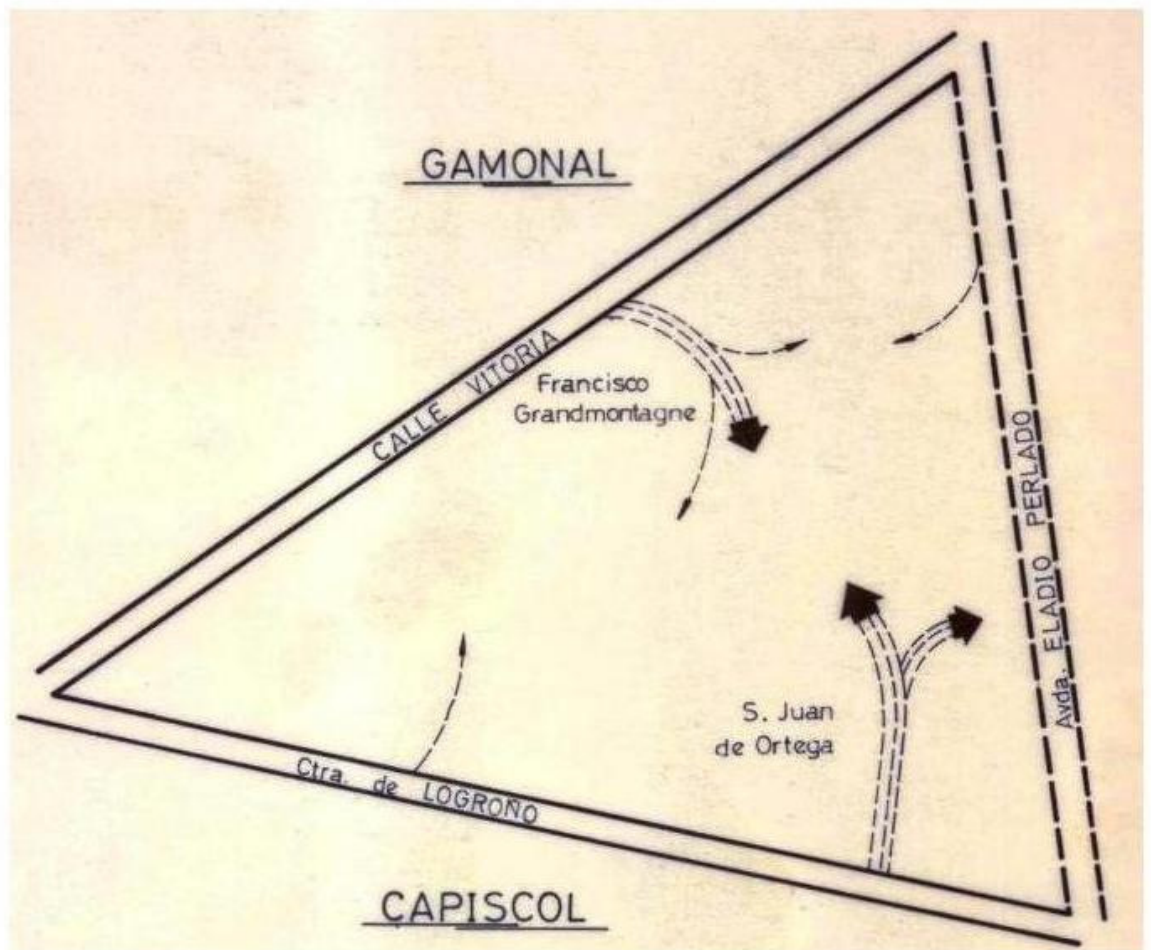 GAMONAL
CALLE VITORIA
Francisco
Grandmontagne
Avda. ELADIO PERLADO
S. Juan
de Ortega
Ctra. de LOGROÑO
CAPISCOL